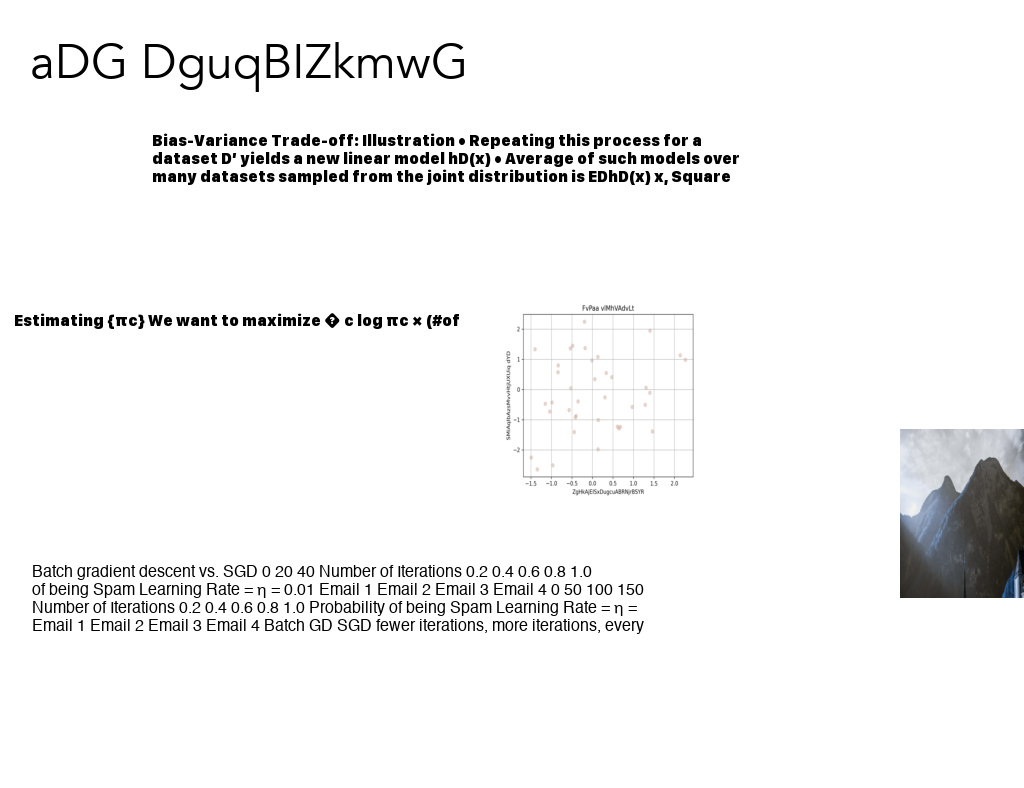 aDG DguqBIZkmwG
Bias-Variance Trade-off: Illustration • Repeating this process for a
dataset D’ yields a new linear model hD(x) • Average of such models over
many datasets sampled from the joint distribution is EDhD(x) x, Square
Estimating {πc} We want to maximize � c log πc × (#of
FvPaa vlMhVAdvLt
2
1
0
−1
−2
−1.5 −1.0 −0.5 0.0 0.5 1.0 1.5 2.0
Batch gradient descent vs. SGD 0 20 40 Number of Iterations 0.2 0.4 0.6 0.8 1.0
of being Spam Learning Rate = η = 0.01 Email 1 Email 2 Email 3 Email 4 0 50 100 150
Number of Iterations 0.2 0.4 0.6 0.8 1.0 Probability of being Spam Learning Rate = η =
Email 1 Email 2 Email 3 Email 4 Batch GD SGD fewer iterations, more iterations, every